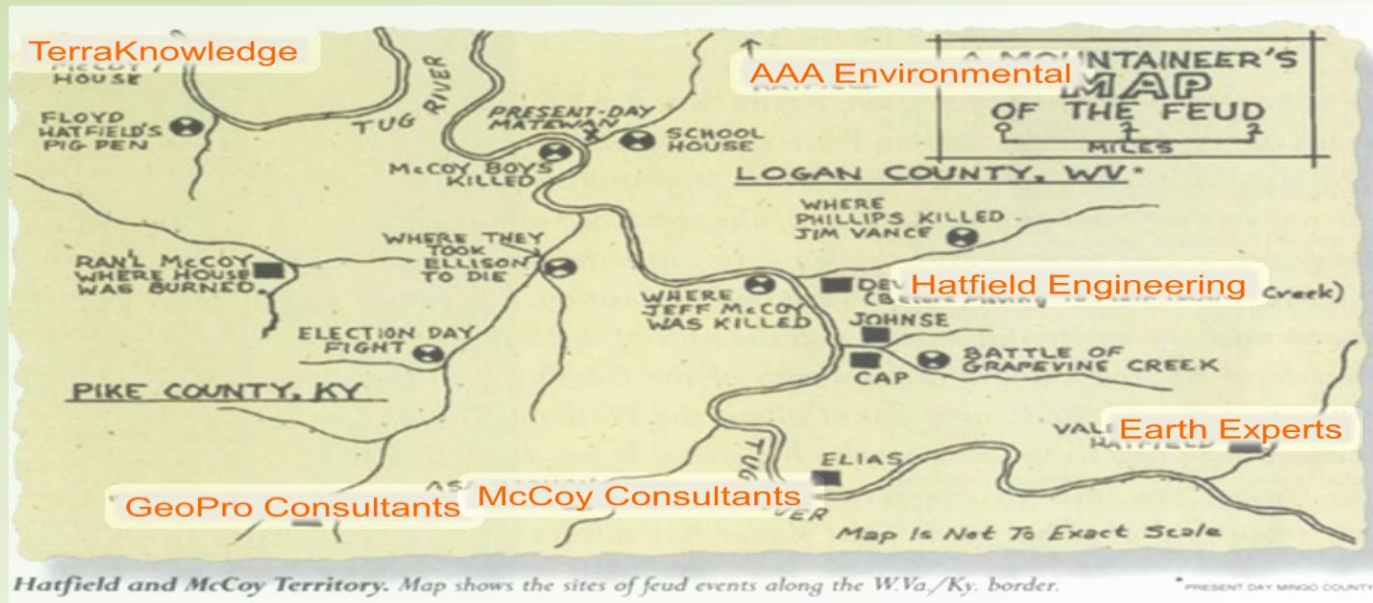 TerraKnowledge
HOUSE
FLOYD
HATFIELD'S
PIG PEN
TUG RIVER
PRESENT-DAY
MATEWAN
McCOY BOYS
KILLED
SCHOOL
HOUSE
AAA Environmental
MOUNTAINEER'S
MAP
OF THE FEUD
MILES
LOGAN COUNTY, WV*
WHERE
PHILLIPS KILLED
JIM VANCE
RAN'L McCOY
WHERE HOUSE
WAS BURNED.
WHERE THEY
TOOK
ELLISON
TO DIE
WHERE
JEFF McCOY
WAS KILLED
Hatfield Engineering
Creek)
JOHNSE
CAP
BATTLE OF
GRAPEVINE CREEK
ELECTION DAY
FIGHT
PIKE COUNTY, KY
Earth Experts
ELIAS
TUG
GeoPro Consultants
McCoy Consultants
Map Is Not To Exact Scale
Hatfield and McCoy Territory. Map shows the sites of feud events along the W.Va./Ky. border.
*PRESENT DAY MINGO COUNTY